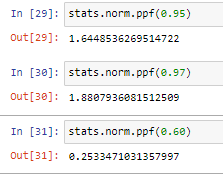 In [29]: stats.norm.ppf(0.95)
Out[29]: 1.6448536269514722
In [30]: stats.norm.ppf(0.97)
Out[30]: 1.8807936081512509
In [31]: stats.norm.ppf(0.60)
Out[31]: 0.2533471031357997